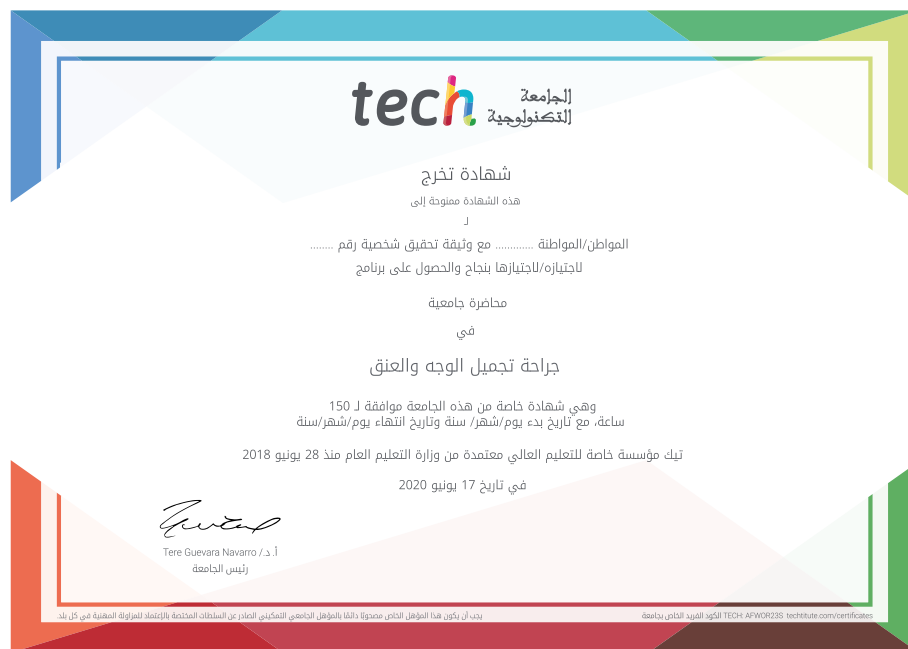 tech الجامعة
التكنولوجية
شهادة تخرج
هذه الشهادة ممنوحة إلى
لـ
المواطن/المواطنة ............. مع وثيقة تحقيق شخصية رقم ........
لاجتيازه/لاجتيازها بنجاح والحصول على برنامج
محاضرة جامعية
في
جراحة تجميل الوجه والعنق
وهي شهادة خاصة من هذه الجامعة موافقة لـ 150
ساعة، مع تاريخ بدء يوم/شهر/ سنة وتاريخ انتهاء يوم/شهر/سنة
تيك مؤسسة خاصة للتعليم العالي معتمدة من وزارة التعليم العام منذ 28 يونيو 2018
في تاريخ 17 يونيو 2020
أ. د./ Tere Guevara Navarro
رئيس الجامعة
يجب أن يكون هذا المؤهل الخاص مصحوبًا دائمًا بالمؤهل الجامعي التمكيني الصادر عن السلطات المختصة بالإعتماد للمزاولة المهنية في كل بلد.
الكود الفريد الخاص بجامعة TECH: AFWOR23S techtitute.com/certificates